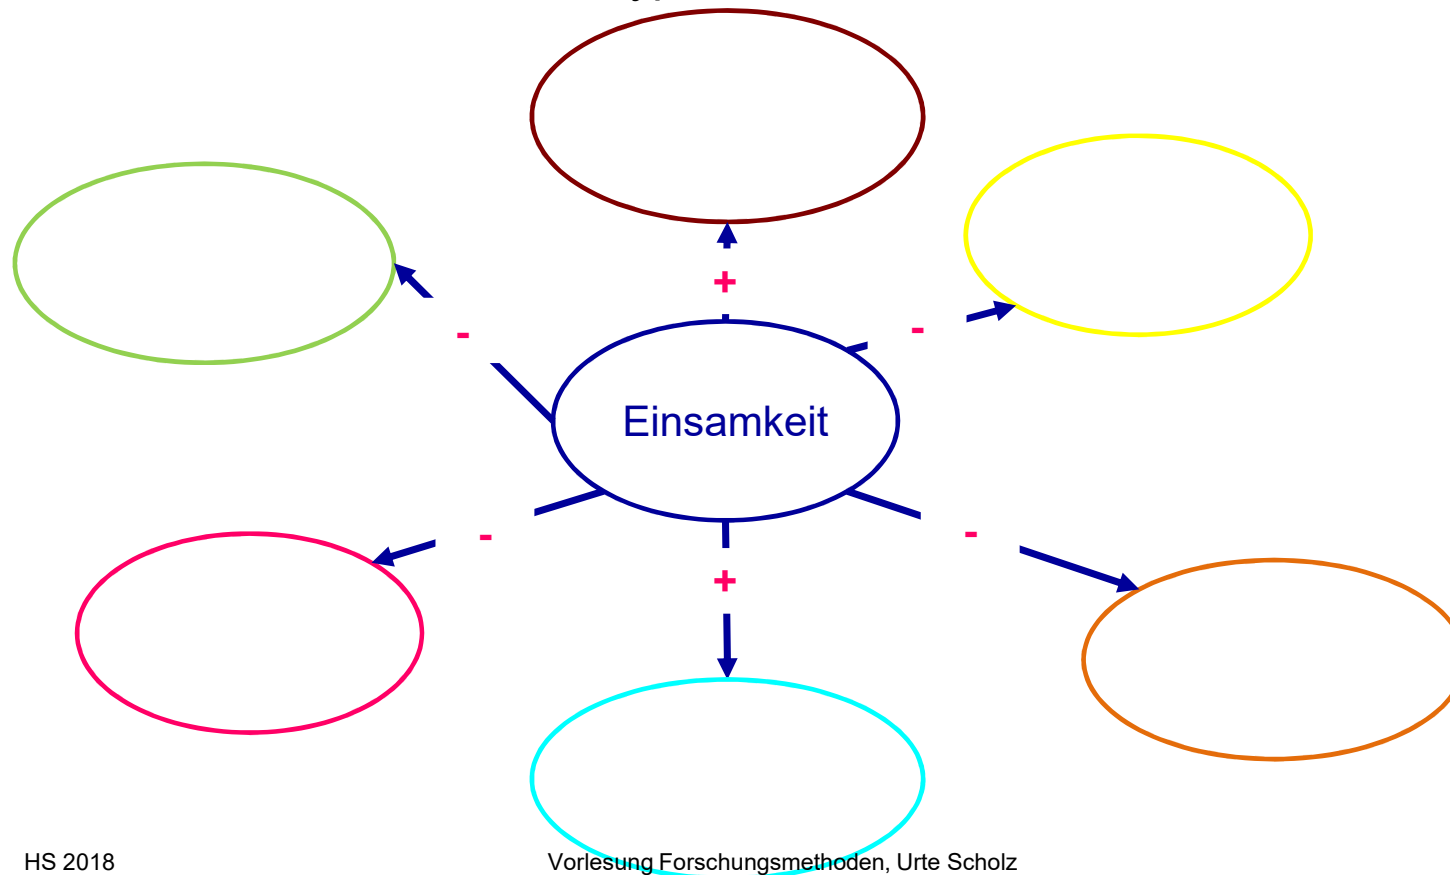 +
-
-
Einsamkeit
-
-
+
HS 2018
Vorlesung Forschungsmethoden, Urte Scholz